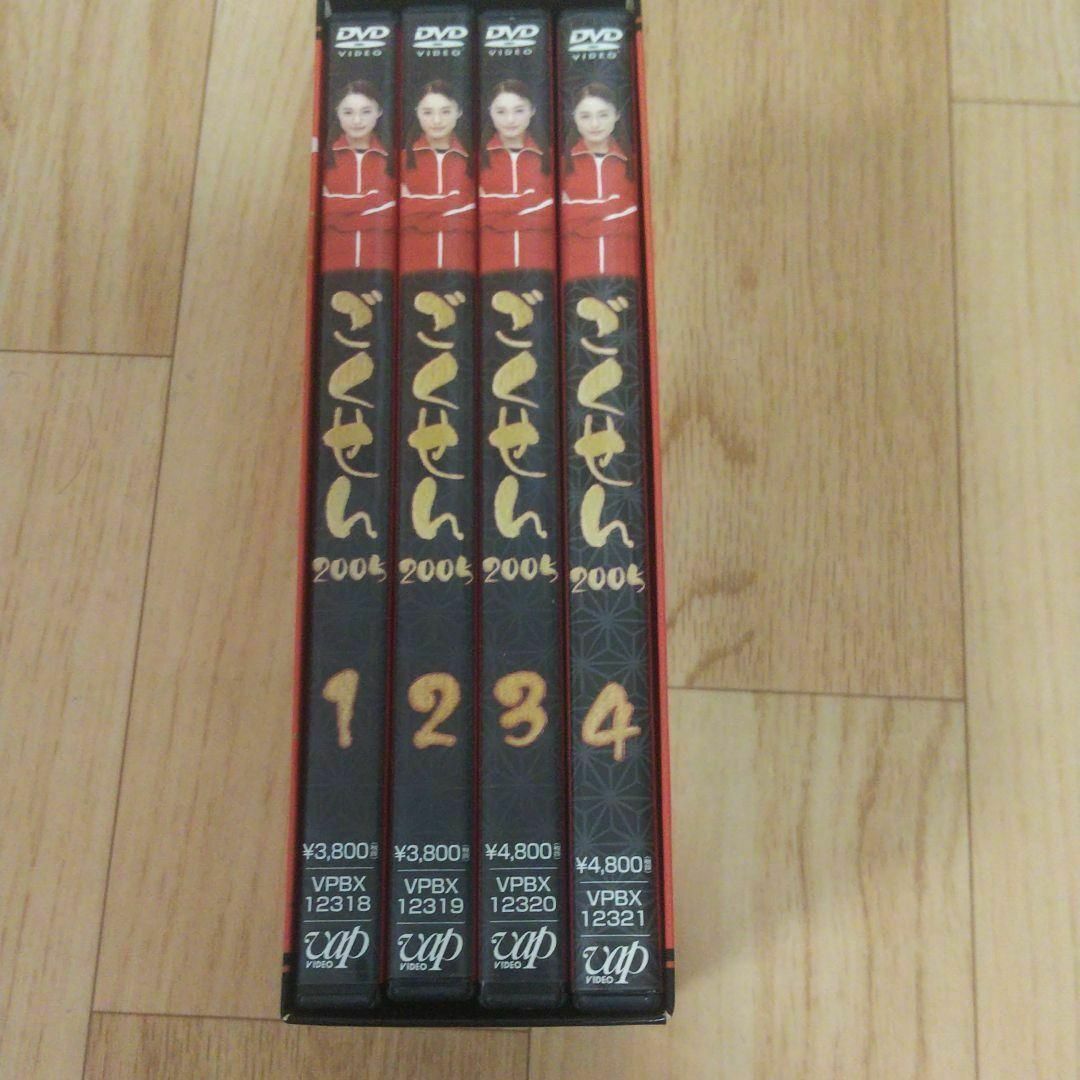 DVD
VIDEO
ごくせん
2005
1
¥3,800
VPBX
12318
vap
VIDEO
DVD
VIDEO
ごくせん
2005
2
¥3,800
VPBX
12319
vap
VIDEO
DVD
VIDEO
ごくせん
2005
3
¥4,800
VPBX
12320
vap
VIDEO
DVD
VIDEO
ごくせん
2005
4
¥4,800
VPBX
12321
vap
VIDEO